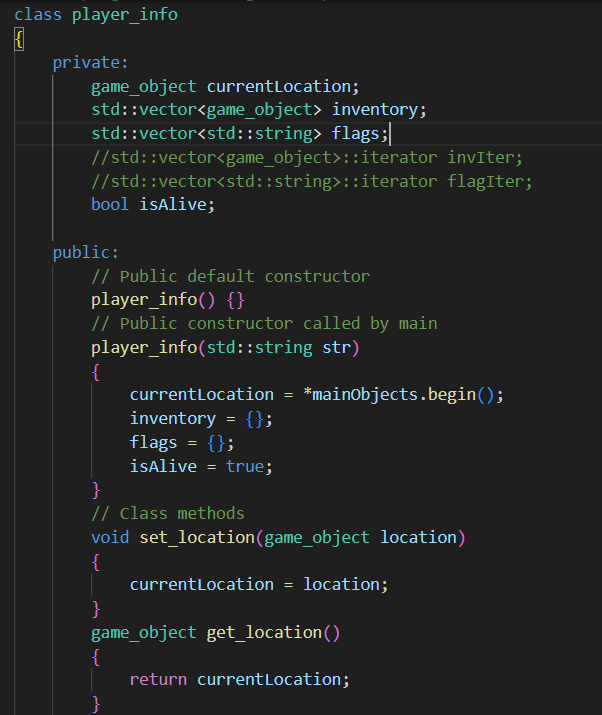 class player_info
{
    private:
        game_object currentLocation;
        std::vector<game_object> inventory;
        std::vector<std::string> flags;
        //std::vector<game_object>::iterator invIter;
        //std::vector<std::string>::iterator flagIter;
        bool isAlive;

    public:
        // Public default constructor
        player_info() {}
        // Public constructor called by main
        player_info(std::string str)
        {
            currentLocation = *mainObjects.begin();
            inventory = {};
            flags = {};
            isAlive = true;
        }
        // Class methods
        void set_location(game_object location)
        {
            currentLocation = location;
        }
        game_object get_location()
        {
            return currentLocation;
        }